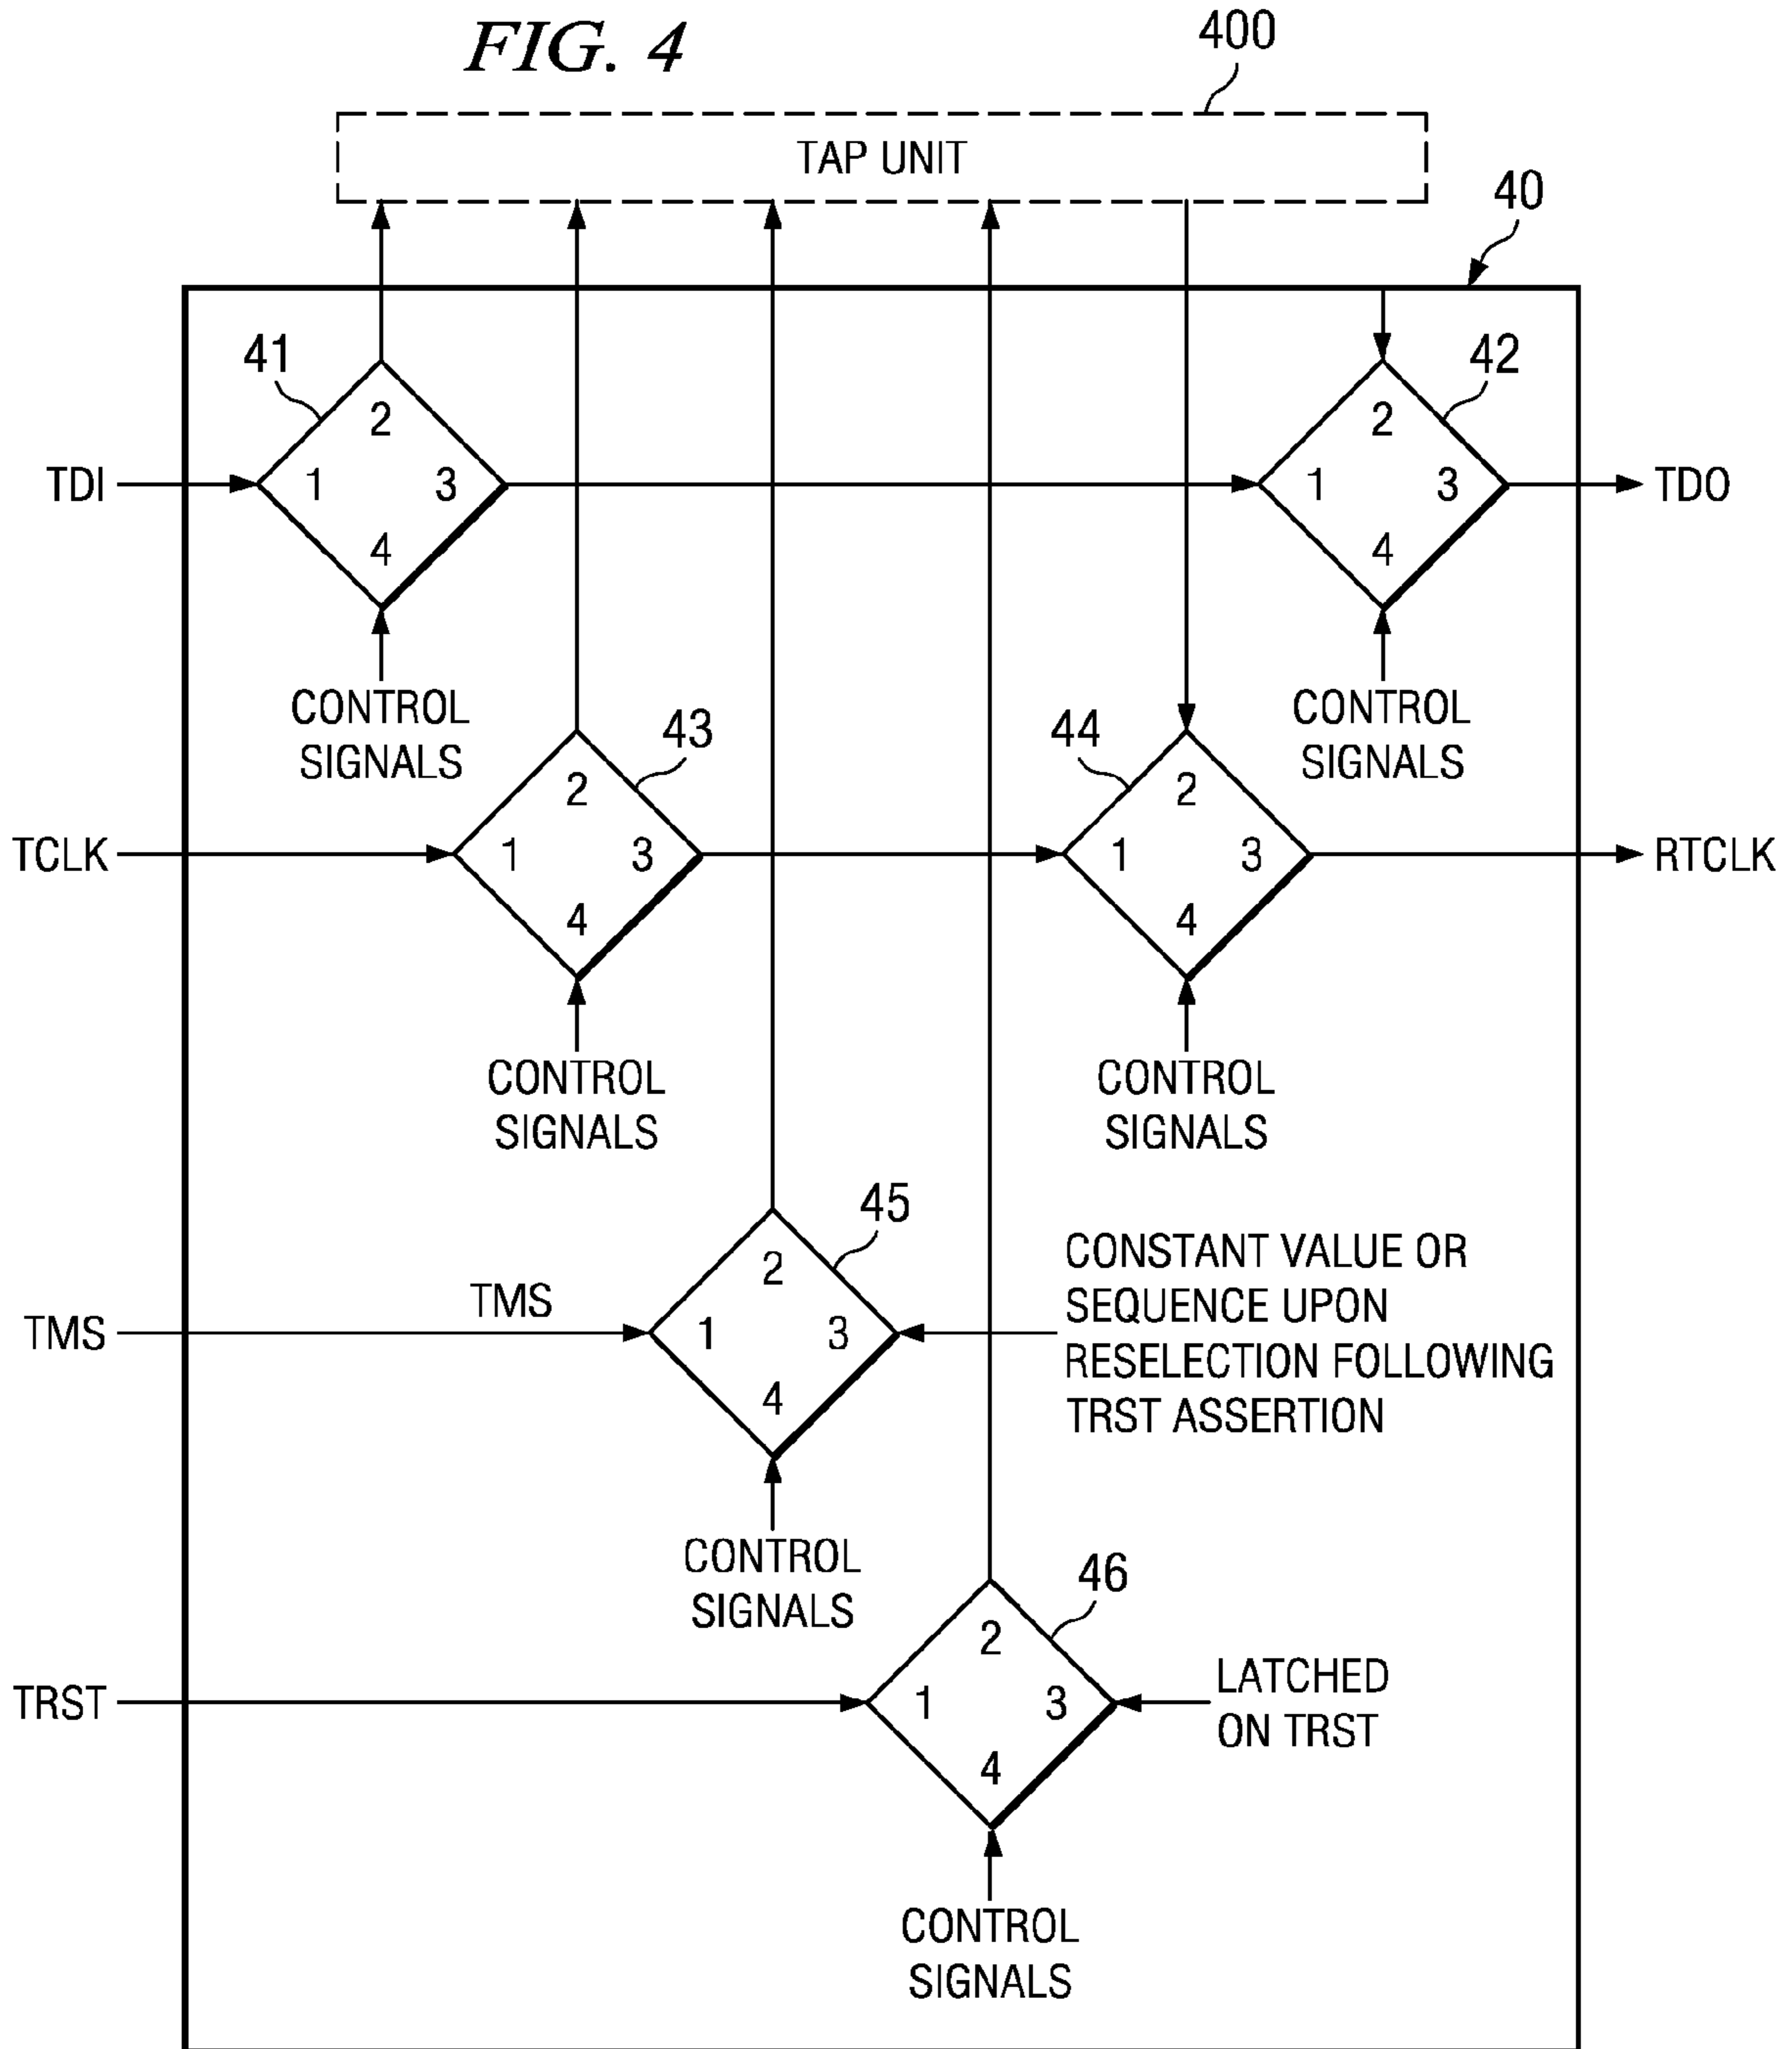 FIG. 4
400
TAP UNIT
40
41
42
2
2
TDI
1
3
1
3
TDO
4
4
CONTROL
SIGNALS
CONTROL
SIGNALS
43
44
2
2
TCLK
1
3
1
3
RTCLK
4
4
CONTROL
SIGNALS
CONTROL
SIGNALS
45
2
TMS
TMS
1
3
4
CONSTANT VALUE OR
SEQUENCE UPON
RESELECTION FOLLOWING
TRST ASSERTION
CONTROL
SIGNALS
46
2
TRST
1
3
4
LATCHED
ON TRST
CONTROL
SIGNALS